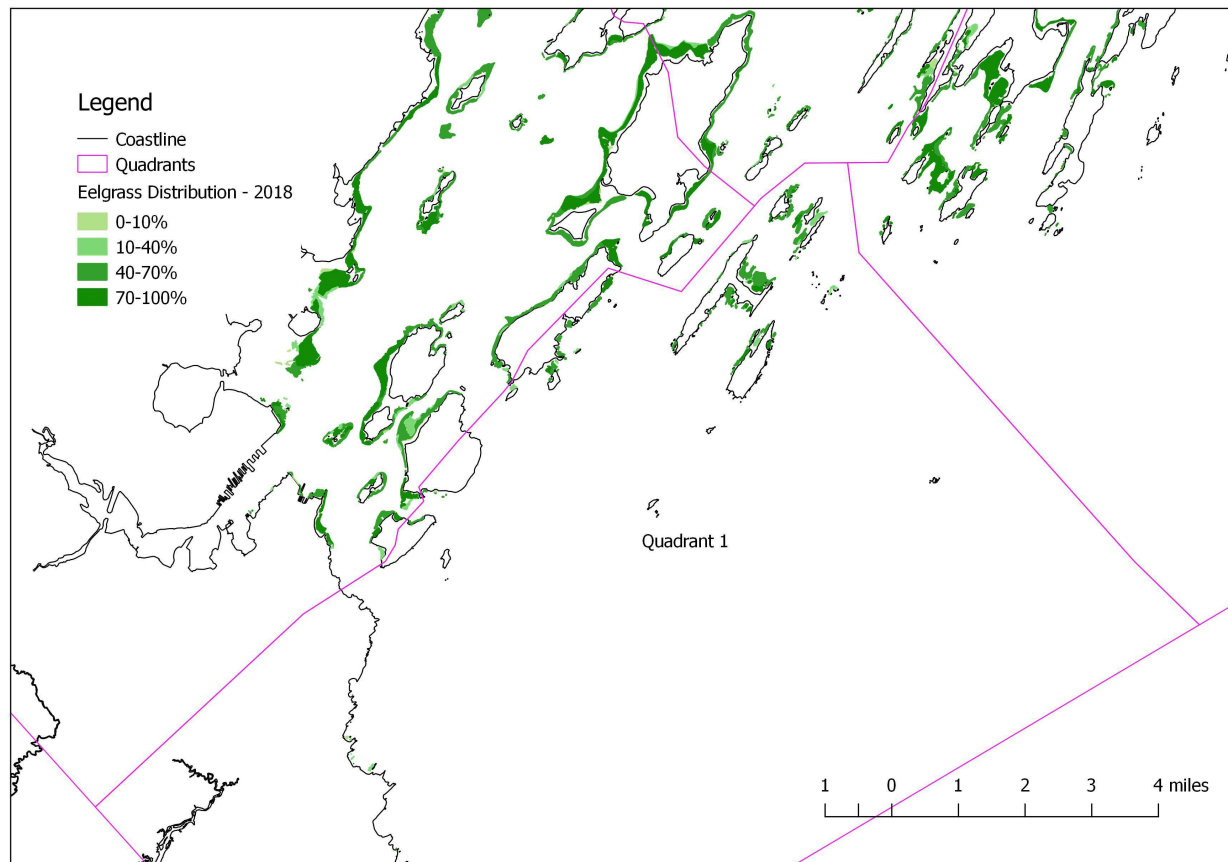 Legend
Coastline
Quadrants
Eelgrass Distribution - 2018
0-10%
10-40%
40-70%
70-100%
Quadrant 1
1 0 1 2 3 4 miles